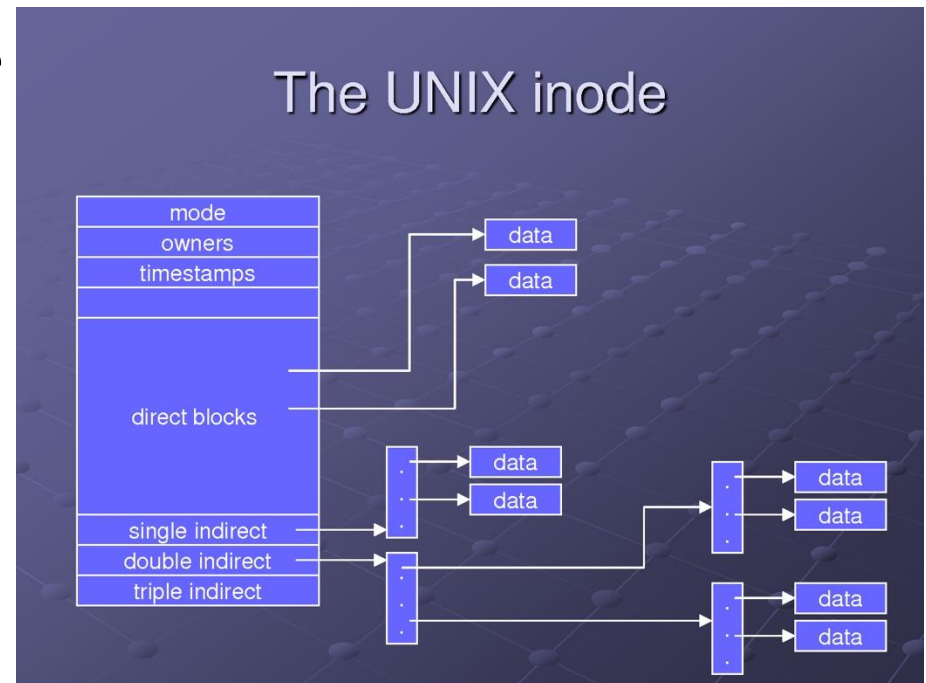 The UNIX inode
mode
owners
timestamps
direct blocks
single indirect
double indirect
triple indirect
data
data
data
data
data
data
data
data